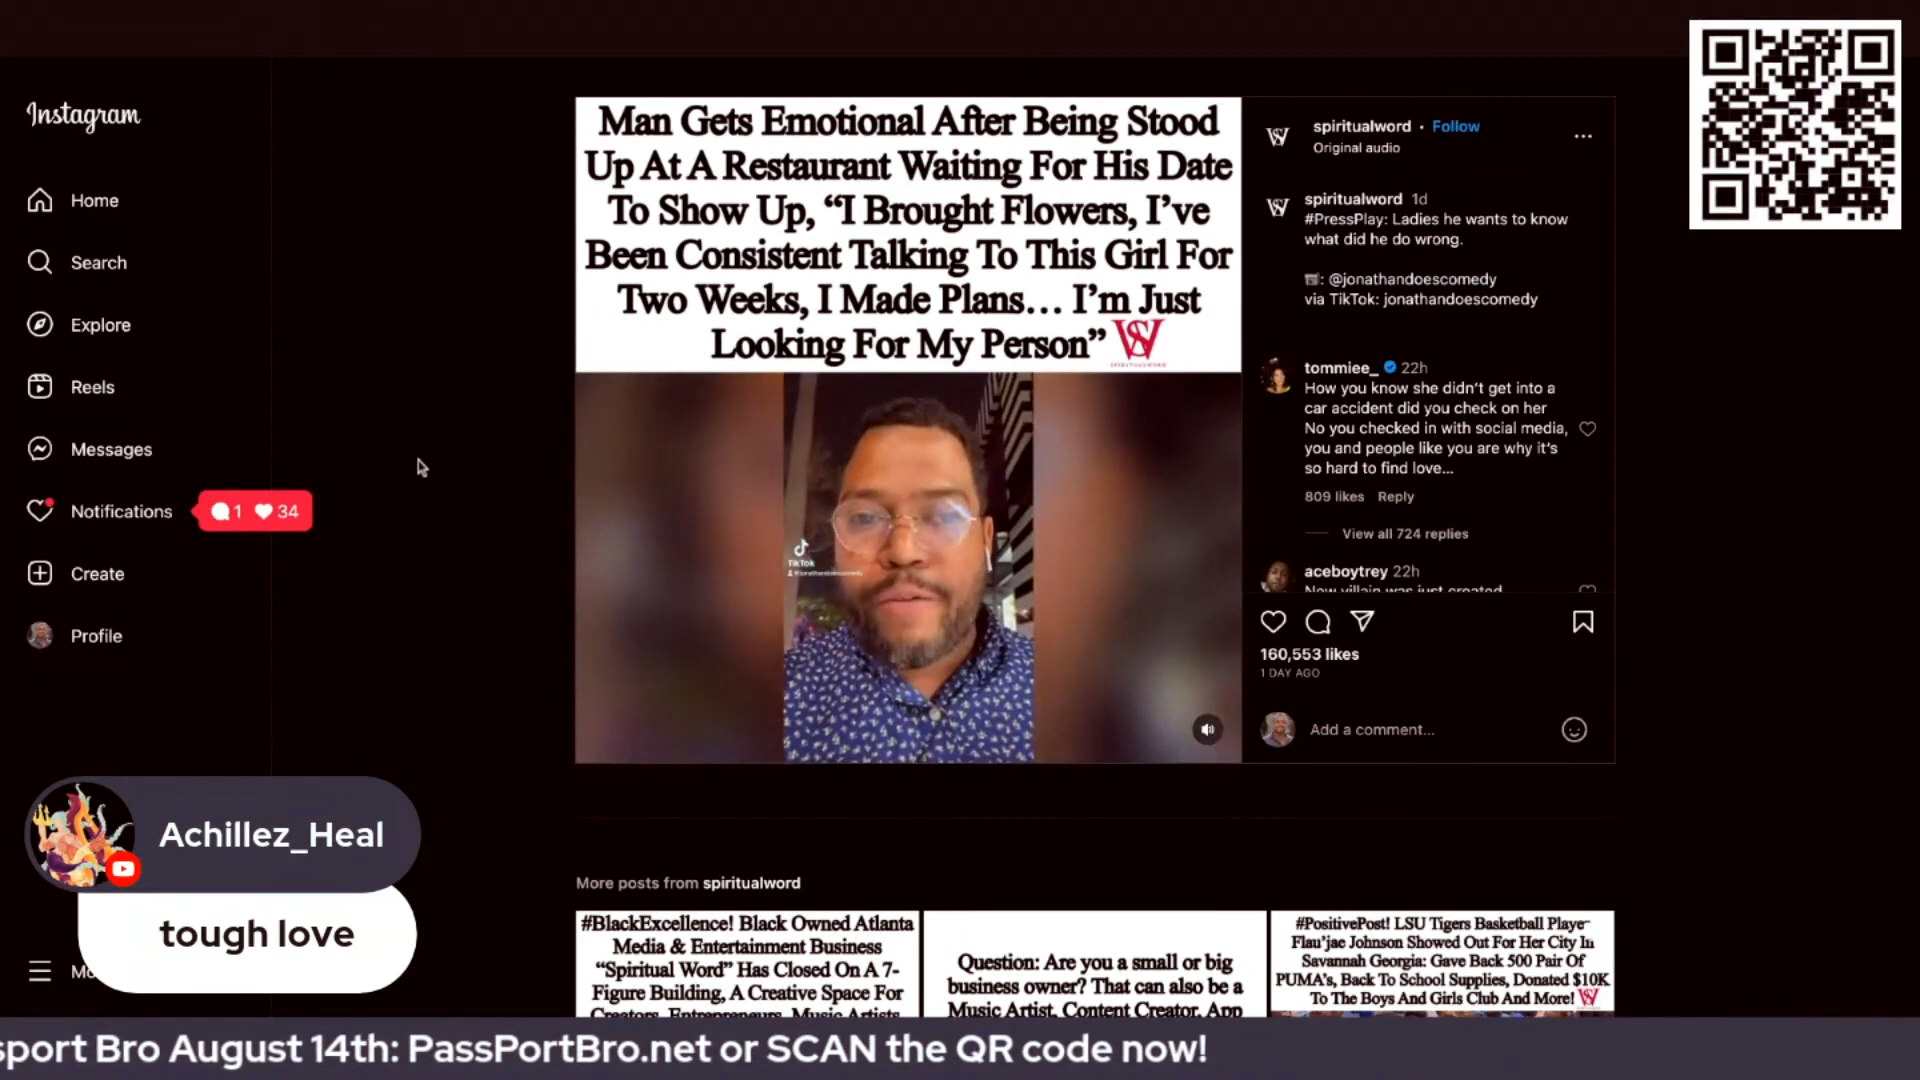 Instagram
Home
Search
Explore
Reels
Messages
Notifications
1 34
Create
Profile
Man Gets Emotional After Being Stood
Up At A Restaurant Waiting For His Date
To Show Up, “I Brought Flowers, I’ve
Been Consistent Talking To This Girl For
Two Weeks, I Made Plans… I’m Just
Looking For My Person”
TikTok
spiritualword • Follow
Original audio
spiritualword 1d
#PressPlay: Ladies he wants to know
what did he do wrong.
: @jonathandoescomedy
via TikTok: jonathandoescomedy
tommiee_ 22h
How you know she didn’t get into a
car accident did you check on her
No you checked in with social media,
you and people like you are why it’s
so hard to find love...
809 likes Reply
View all 724 replies
aceboytrey 22h
New villain was just created
160,553 likes
1 DAY AGO
Add a comment...
Achillez_Heal
tough love
More posts from spiritualword
#BlackExcellence! Black Owned Atlanta
Media & Entertainment Business
“Spiritual Word” Has Closed On A 7-
Figure Building, A Creative Space For
Creators, Entrepreneurs, Music Artists,
Question: Are you a small or big
business owner? That can also be a
Music Artist, Content Creator, App
#PositivePost! LSU Tigers Basketball Playe
Flau’jae Johnson Showed Out For Her City In
Savannah Georgia: Gave Back 500 Pair Of
PUMA’s, Back To School Supplies, Donated $10K
To The Boys And Girls Club And More!
sport Bro August 14th: PassPortBro.net or SCAN the QR code now!